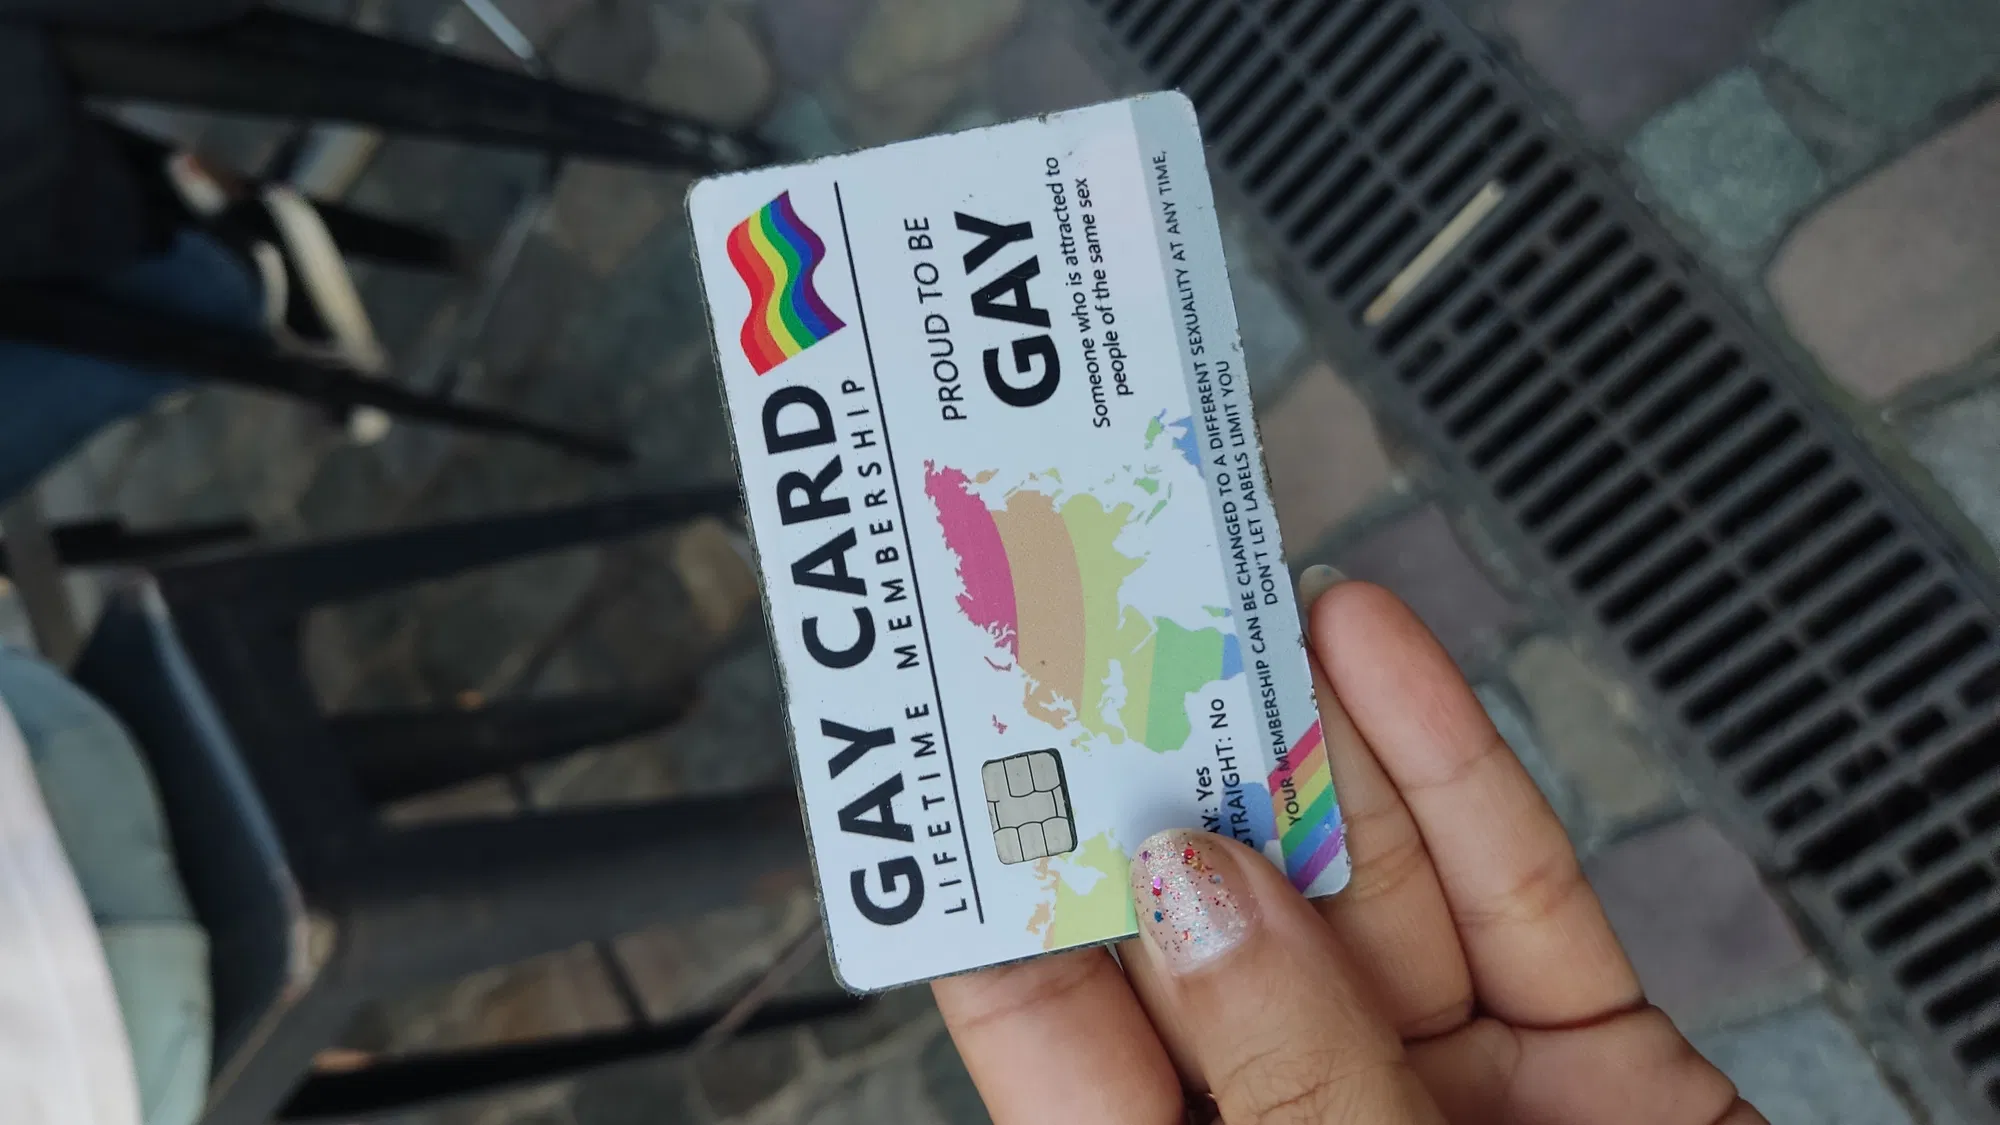 GAY CARD
LIFETIME MEMBERSHIP
PROUD TO BE
GAY
Someone who is attracted to
people of the same sex
AY: Yes
STRAIGHT: No
YOUR MEMBERSHIP CAN BE CHANGED TO A DIFFERENT SEXUALITY AT ANY TIME,
DON'T LET LABELS LIMIT YOU